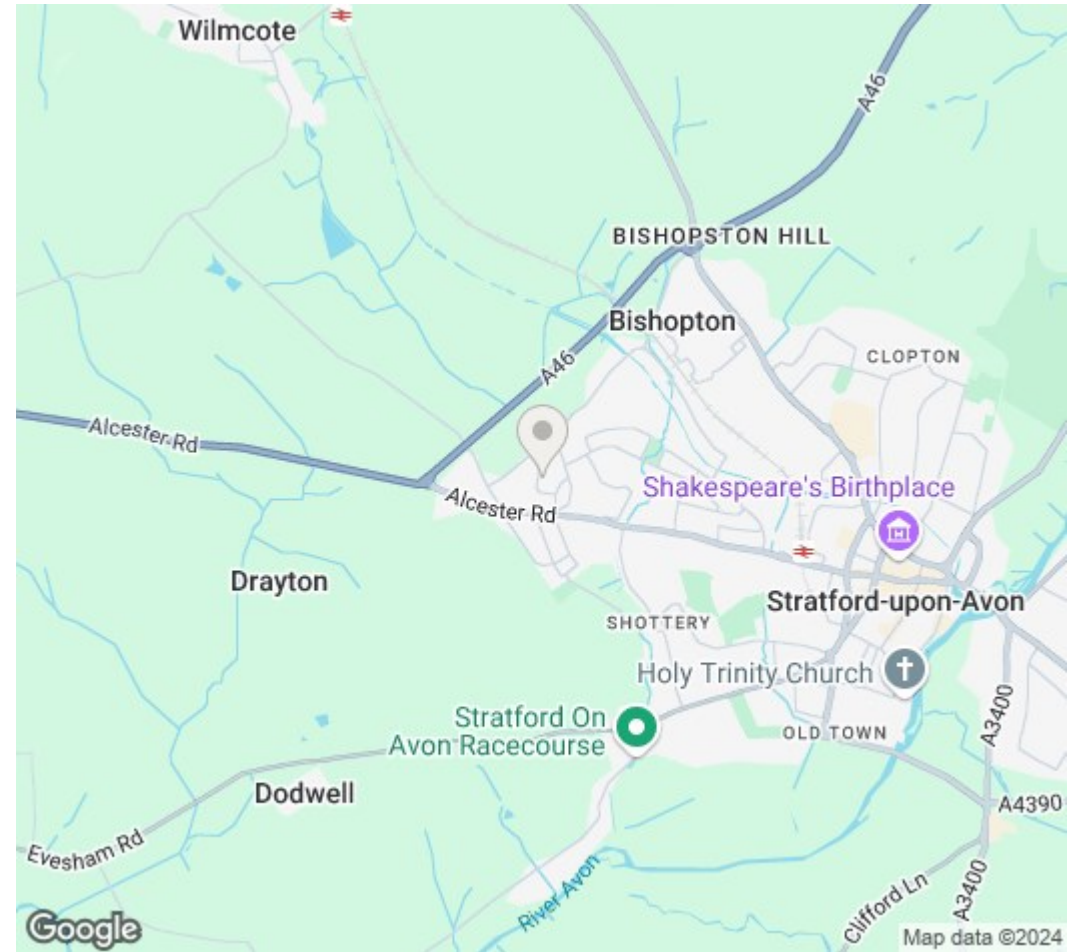 Wilmcote
A46
BISHOPSTON HILL
Bishopton
CLOPTON
A46
Alcester Rd
Shakespeare's Birthplace
Alcester Rd
Drayton
Stratford-upon-Avon
SHOTTERY
Holy Trinity Church
Stratford On
Avon Racecourse
OLD TOWN
A3400
Dodwell
A4390
Evesham Rd
River Avon
Clifford Ln
A3400
Google
Map data ©2024